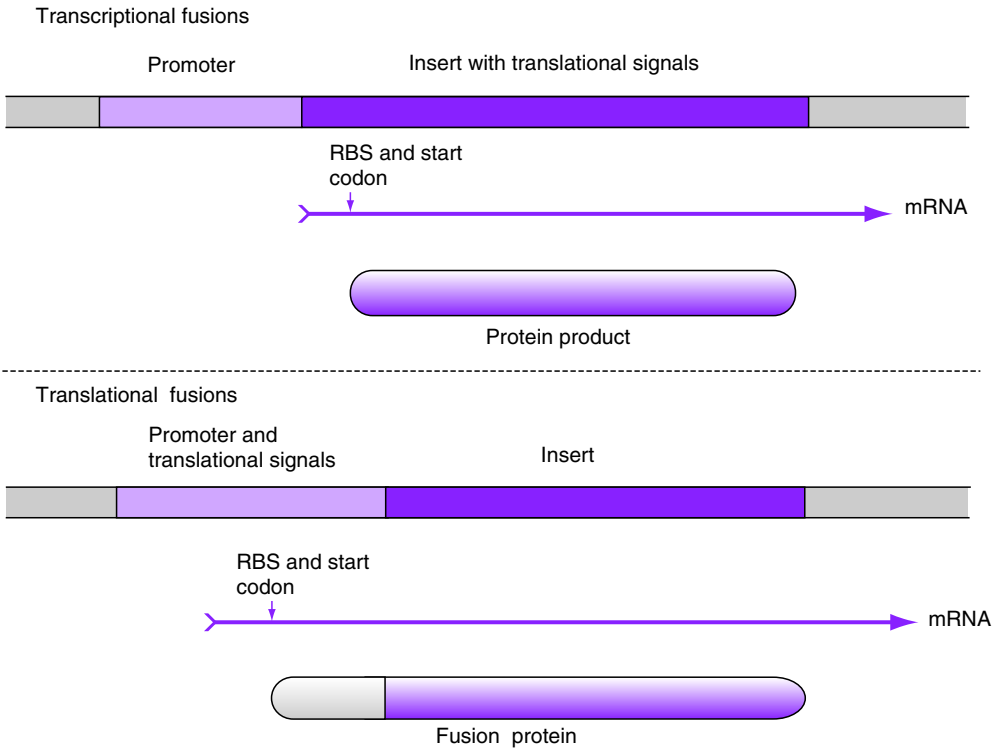 Transcriptional fusions
Promoter
Insert with translational signals
RBS and start
codon
mRNA
Protein product
Translational fusions
Promoter and
translational signals
Insert
RBS and start
codon
mRNA
Fusion protein